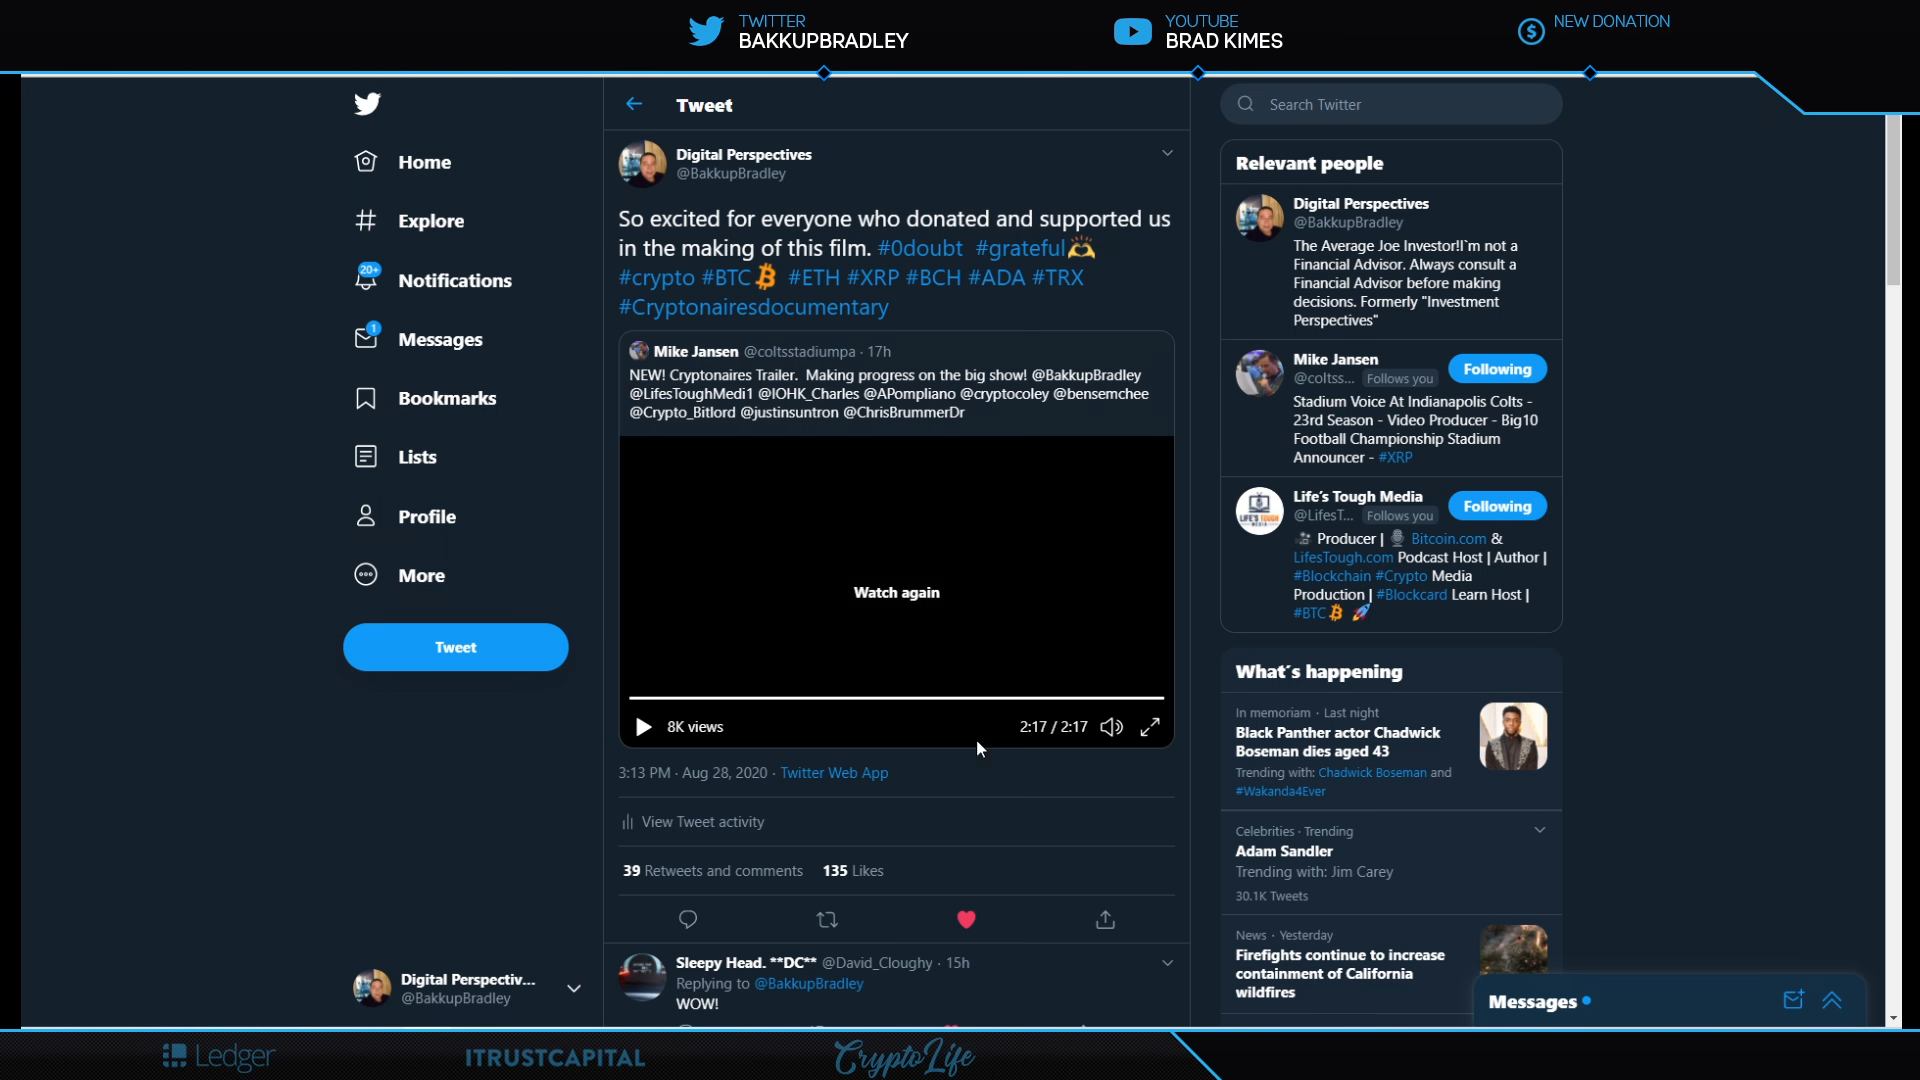 TWITTER
BAKKUPBRADLEY
YOUTUBE
BRAD KIMES
NEW DONATION
Home
Explore
20+
Notifications
1
Messages
Bookmarks
Lists
Profile
More
Tweet
Digital Perspectiv...
@BakkupBradley
Tweet
Digital Perspectives
@BakkupBradley
So excited for everyone who donated and supported us
in the making of this film. #0doubt #grateful
#crypto #BTC #ETH #XRP #BCH #ADA #TRX
#Cryptonairesdocumentary
Mike Jansen @coltsstadiumpa · 17h
NEW! Cryptonaires Trailer. Making progress on the big show! @BakkupBradley
@LifesToughMedi1 @IOHK_Charles @APompliano @cryptocoley @bensemchee
@Crypto_Bitlord @justinsuntron @ChrisBrummerDr
Watch again
8K views
2:17 / 2:17
3:13 PM · Aug 28, 2020 · Twitter Web App
View Tweet activity
39 Retweets and comments 135 Likes
Sleepy Head. **DC** @David_Cloughy · 15h
Replying to @BakkupBradley
WOW!
Search Twitter
Relevant people
Digital Perspectives
@BakkupBradley
The Average Joe Investor!I`m not a
Financial Advisor. Always consult a
Financial Advisor before making
decisions. Formerly "Investment
Perspectives"
Mike Jansen
@coltss... Follows you
Following
Stadium Voice At Indianapolis Colts -
23rd Season - Video Producer - Big10
Football Championship Stadium
Announcer - #XRP
LIFE'S TOUGH
MEDIA
Life's Tough Media
@LifesT... Follows you
Following
Producer | Bitcoin.com &
LifesTough.com Podcast Host | Author |
#Blockchain #Crypto Media
Production | #Blockcard Learn Host |
#BTC
What's happening
In memoriam · Last night
Black Panther actor Chadwick
Boseman dies aged 43
Trending with: Chadwick Boseman and
#Wakanda4Ever
Celebrities · Trending
Adam Sandler
Trending with: Jim Carey
30.1K Tweets
News · Yesterday
Firefights continue to increase
containment of California
wildfires
Messages
Ledger
ITRUSTCAPITAL
CryptoLife